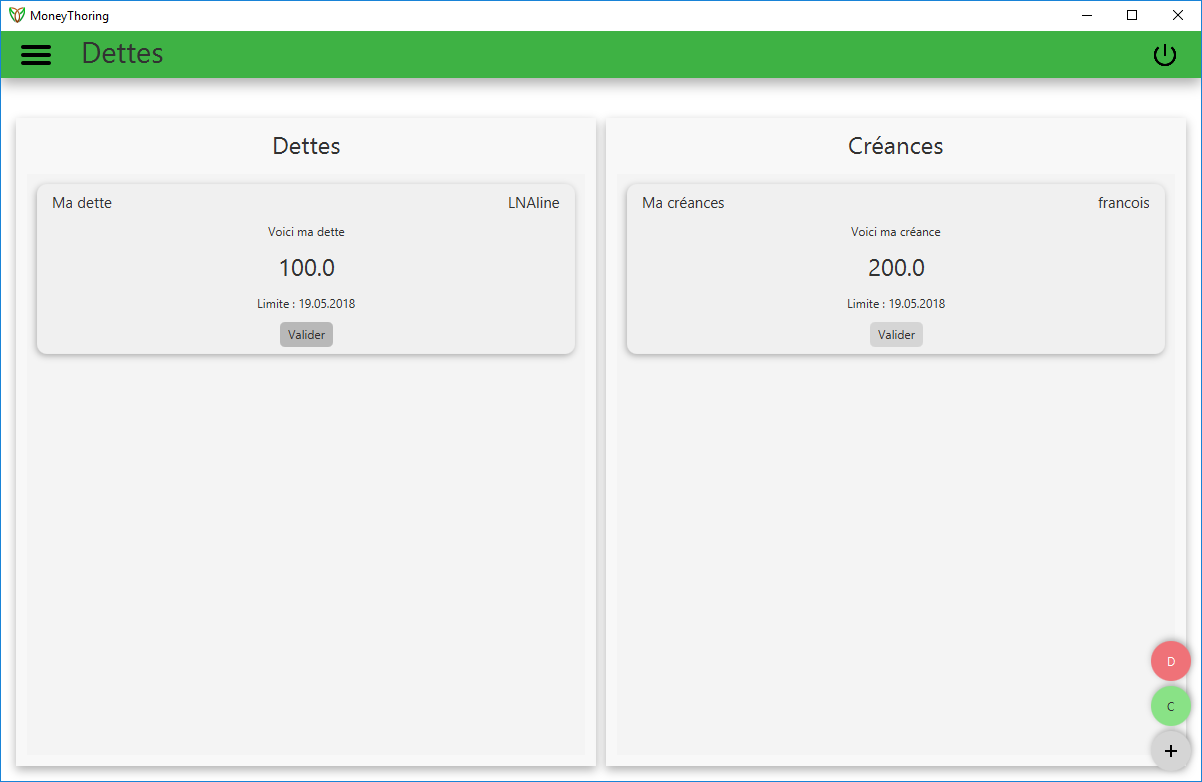 MoneyThoring
Dettes
Dettes
Ma dette LNAline
Voici ma dette
100.0
Limite : 19.05.2018
Valider
Créances
Ma créances francois
Voici ma créance
200.0
Limite : 19.05.2018
Valider
D
C
+